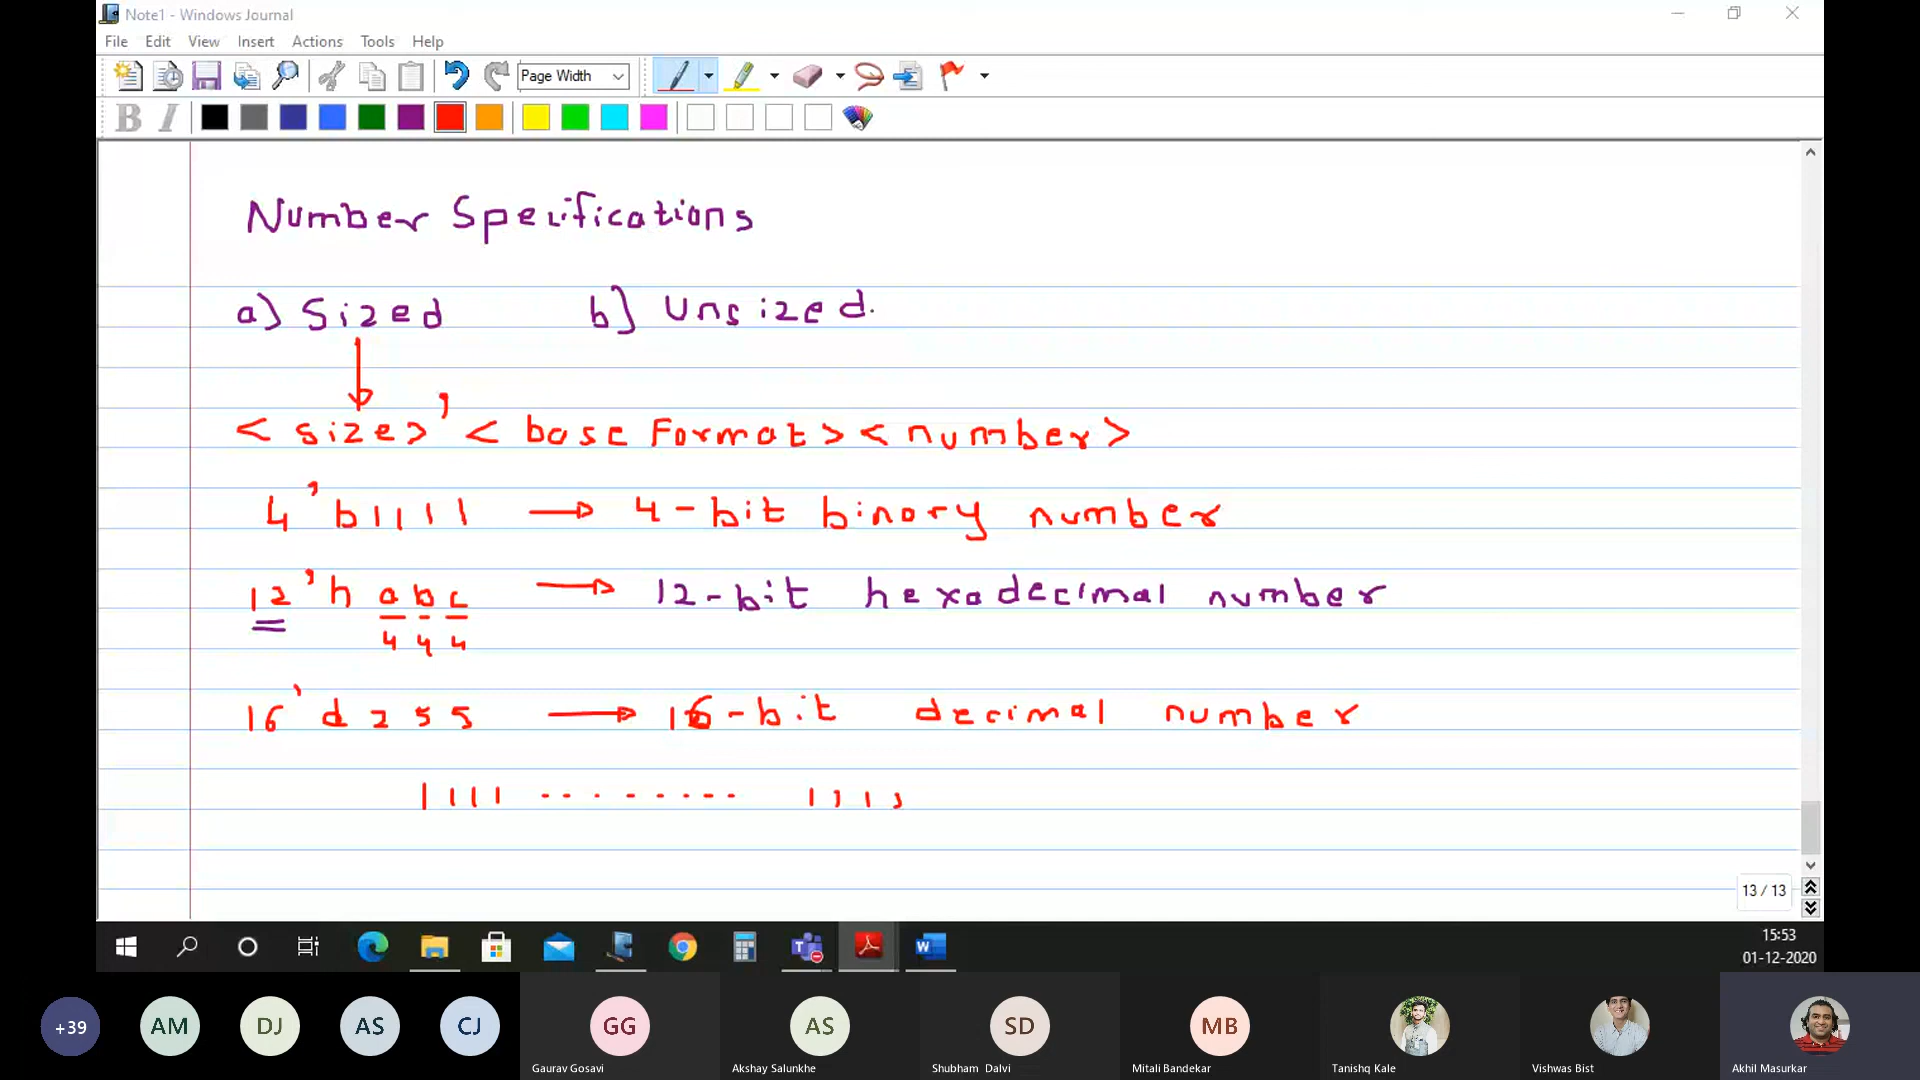 Note1 - Windows Journal
File Edit View Insert Actions Tools Help
Page Width
B I
Number Specifications
a) Sized b] Unsized.
< size>'< base Format> < number>
4'b1111 → 4-bit binary number
12'h abc → 12-bit hexadecimal number
4 4 4
16'd255 → 16-bit decimal number
1111 --------- 1111
13 / 13
15:53
01-12-2020
+39 AM DJ AS CJ GG AS SD MB
Gaurav Gosavi Akshay Salunkhe Shubham Dalvi Mitali Bandekar Tanishq Kale Vishwas Bist Akhil Masurkar